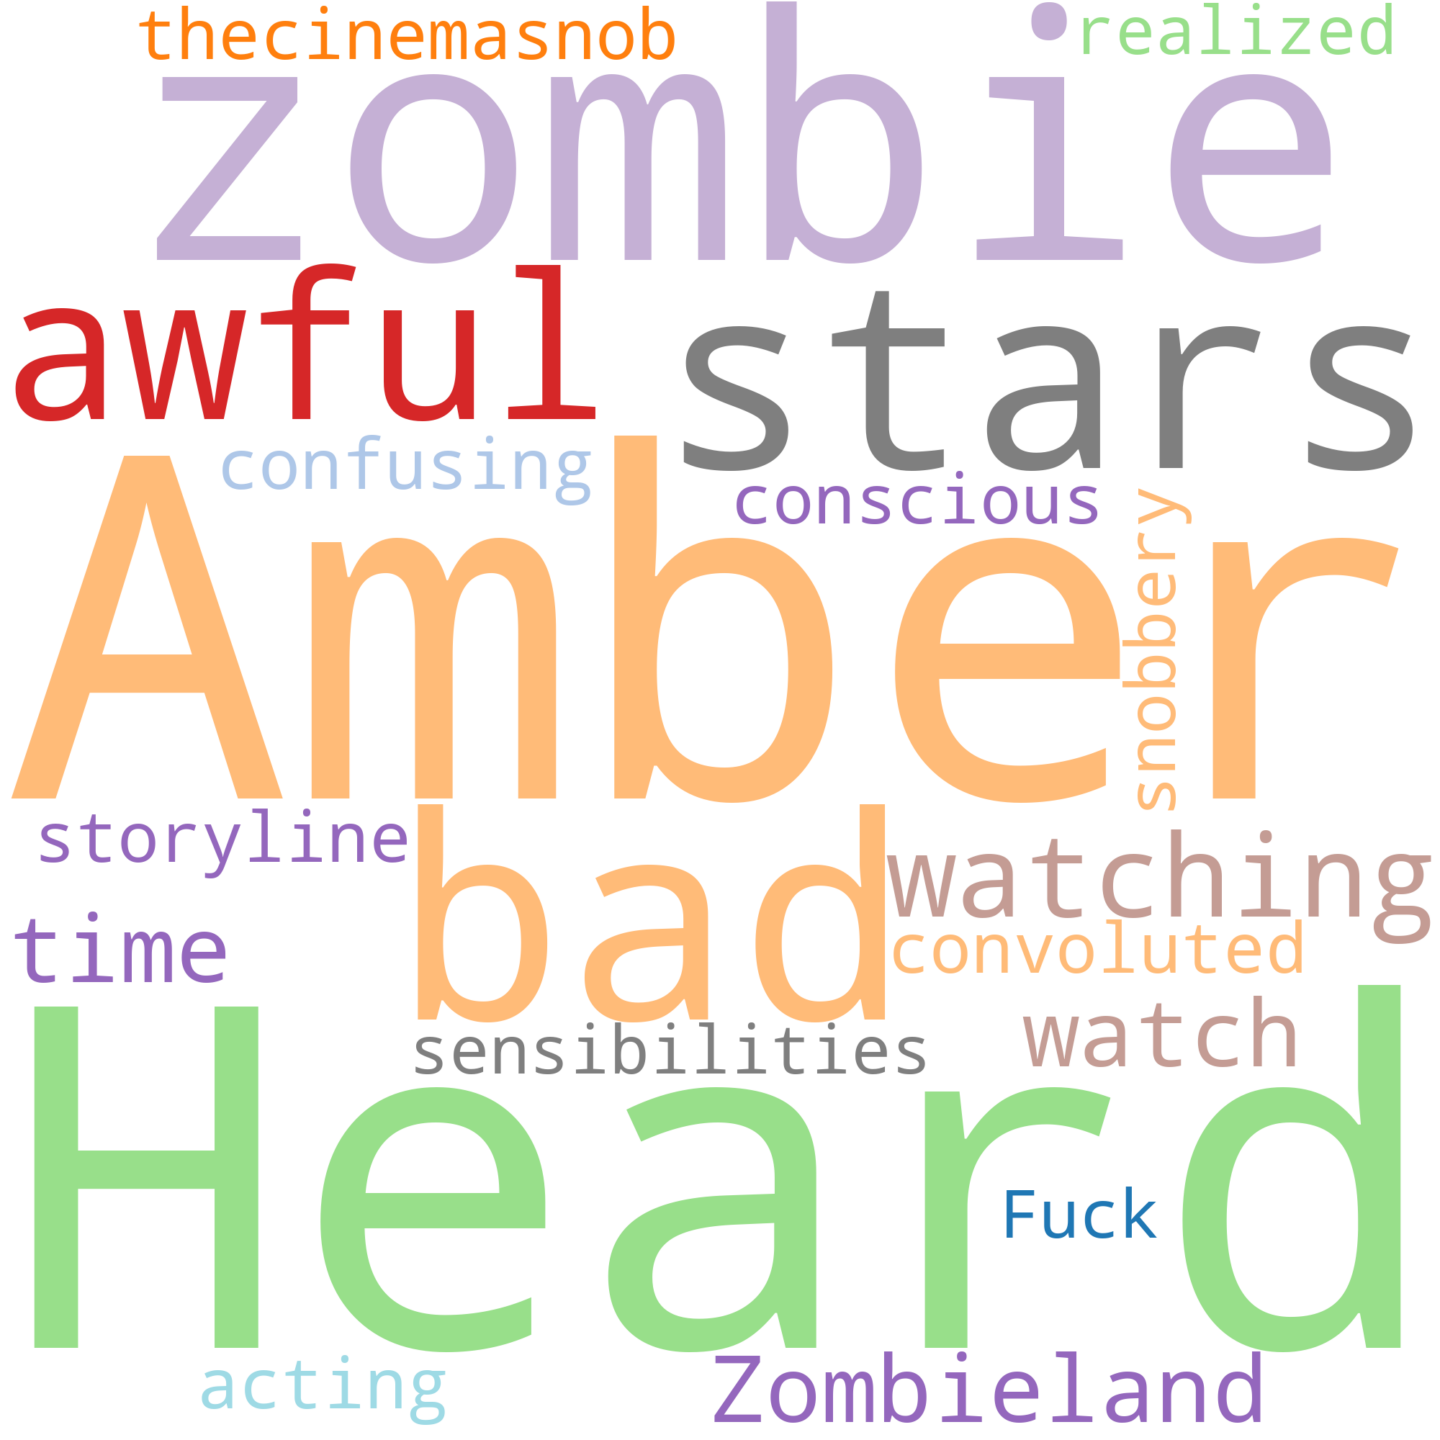 thecinemasnob
realized
zombie
awful
stars
confusing
conscious
Amber
snobbery
storyline
bad
watching
time
convoluted
watch
sensibilities
Heard
Fuck
acting
Zombieland